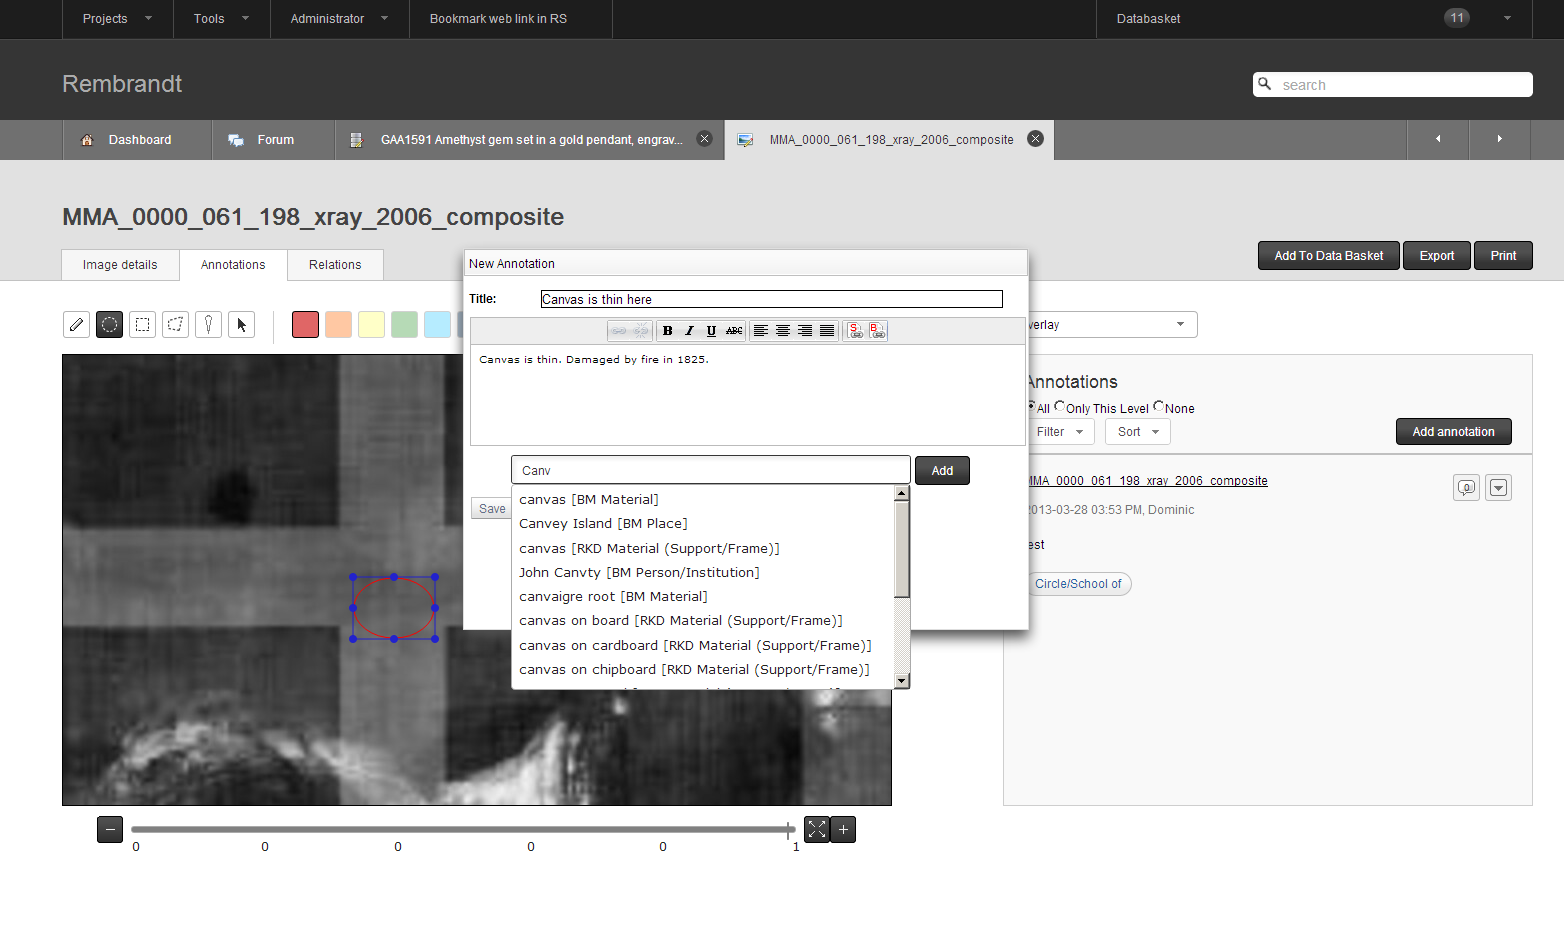 Projects
Tools
Administrator
Bookmark web link in RS
Databasket
11
Rembrandt
search
Dashboard
Forum
GAA1591 Amethyst gem set in a gold pendant, engrav...
MMA_0000_061_198_xray_2006_composite
MMA_0000_061_198_xray_2006_composite
Image details
Annotations
Relations
Add To Data Basket
Export
Print
New Annotation
Title:
Canvas is thin here
B I U ABC
S
B
Canvas is thin. Damaged by fire in 1825.
Canv
Add
Save
canvas [BM Material]
Canvey Island [BM Place]
canvas [RKD Material (Support/Frame)]
John Canvty [BM Person/Institution]
canvaigre root [BM Material]
canvas on board [RKD Material (Support/Frame)]
canvas on cardboard [RKD Material (Support/Frame)]
canvas on chipboard [RKD Material (Support/Frame)]
verlay
Annotations
All Only This Level None
Filter
Sort
Add annotation
MMA_0000_061_198_xray_2006_composite
0
2013-03-28 03:53 PM, Dominic
est
Circle/School of
0 0 0 0 0 1